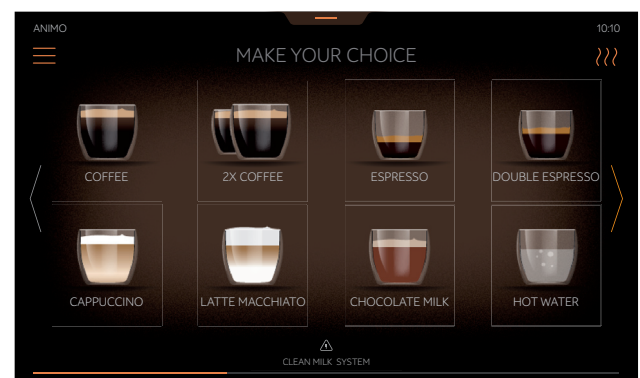 ANIMO
10:10
MAKE YOUR CHOICE
COFFEE
2X COFFEE
ESPRESSO
DOUBLE ESPRESSO
CAPPUCCINO
LATTE MACCHIATO
CHOCOLATE MILK
HOT WATER
CLEAN MILK SYSTEM